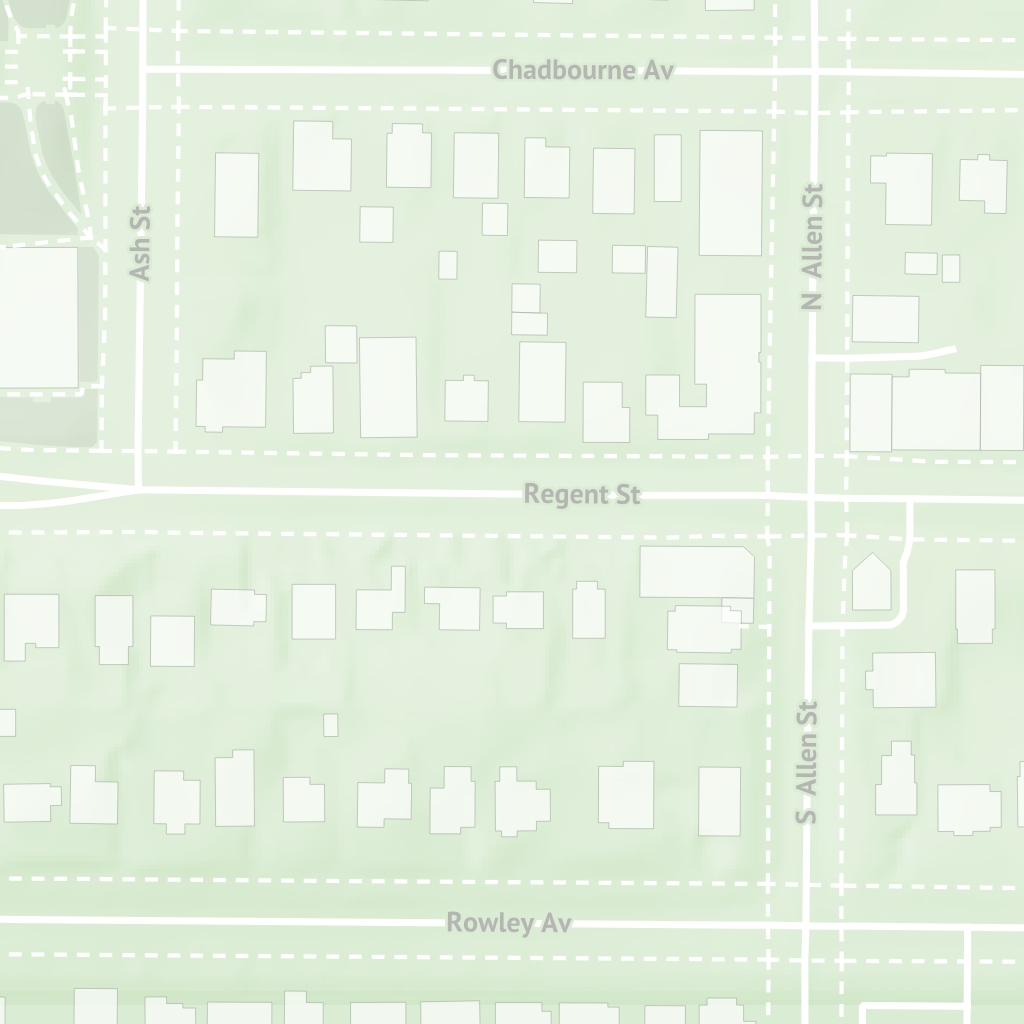 Chadbourne Av
Ash St
N Allen St
Regent St
S Allen St
Rowley Av